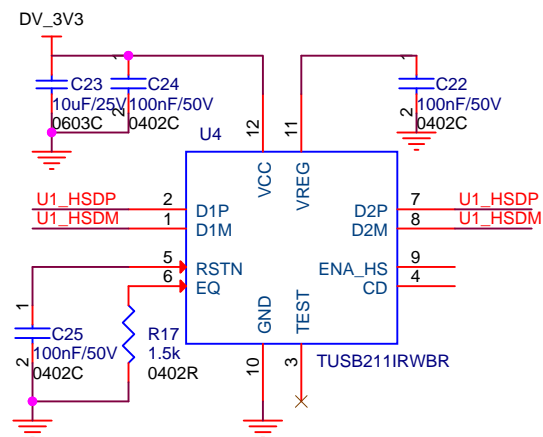 DV_3V3
C23
10uF/25V
0603C
1
2
C24
100nF/50V
0402C
1
2
C22
100nF/50V
0402C
U4
12
11
VCC
VREG
U1_HSDP
2
D1P
D2P
7
U1_HSDP
U1_HSDM
1
D1M
D2M
8
U1_HSDM
5
RSTN
ENA_HS
9
6
EQ
CD
4
GND
TEST
1
2
C25
100nF/50V
0402C
R17
1.5k
0402R
10
3
TUSB211IRWBR